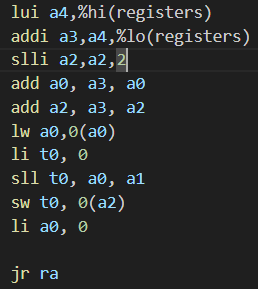 lui a4,%hi(registers)
addi a3,a4,%lo(registers)
slli a2,a2,2
add a0, a3, a0
add a2, a3, a2
lw a0,0(a0)
li t0, 0
sll t0, a0, a1
sw t0, 0(a2)
li a0, 0
jr ra